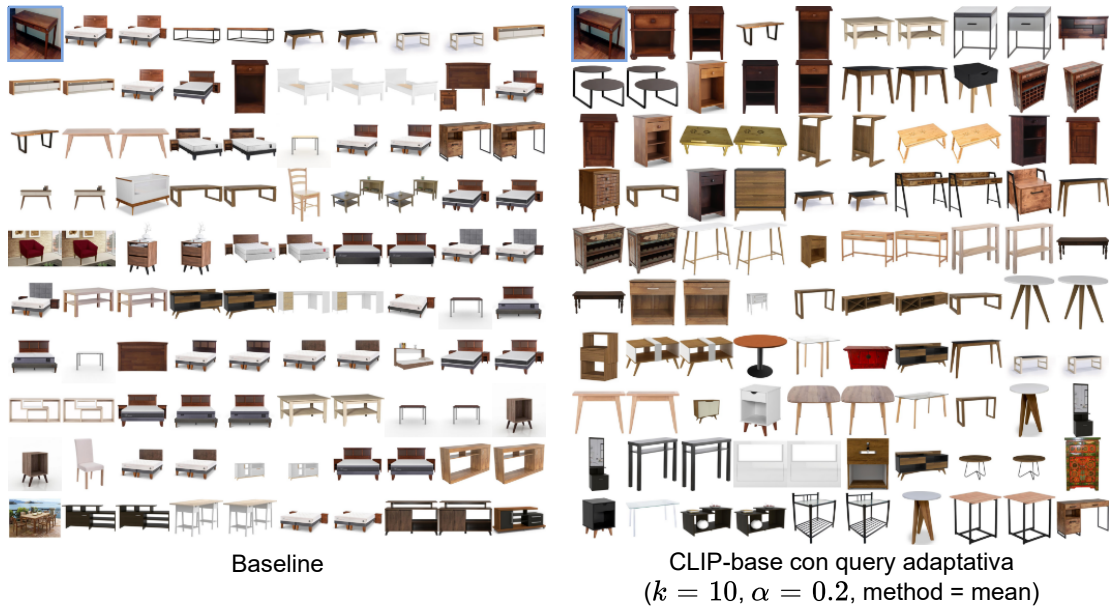 Baseline
CLIP-base con query adaptativa
(k = 10, α = 0.2, method = mean)